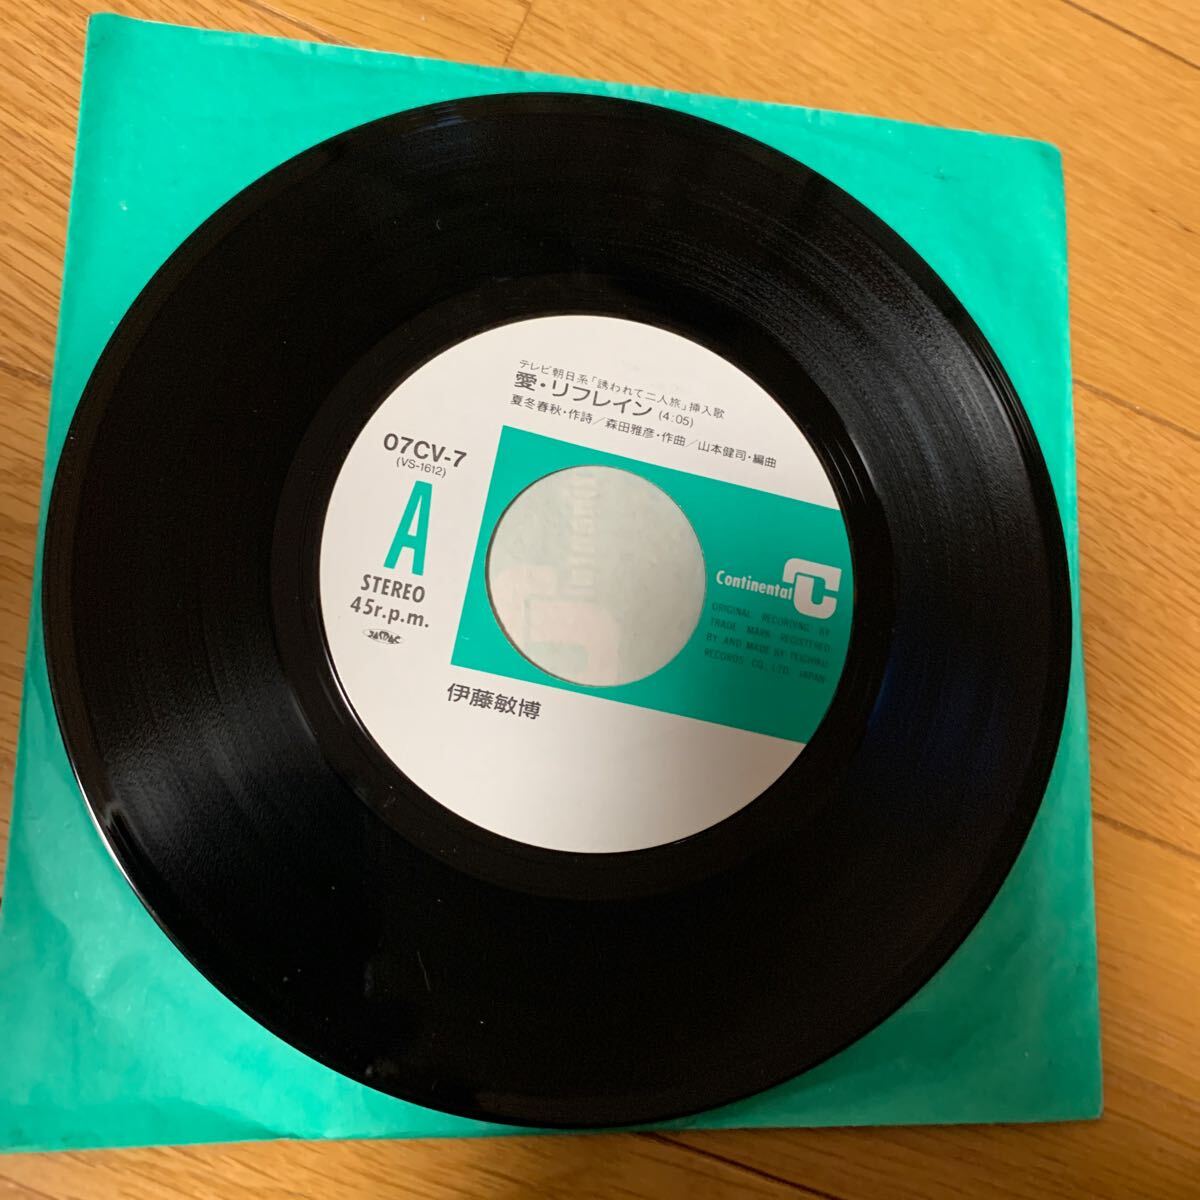 テレビ朝日系「誘われて二人旅」挿入歌
愛・リフレイン (4:05)
夏冬春秋・作詩/森田雅彦・作曲/山本健司・編曲
07CV-7
(VS-1612)
A
STEREO
45r.p.m.
JASRAC
Continental
ORIGINAL RECORDING BY
TRADE MARK REGISTERED
BY AND MADE BY TEICHIKU
RECORDS CO., LTD. JAPAN
伊藤敏博